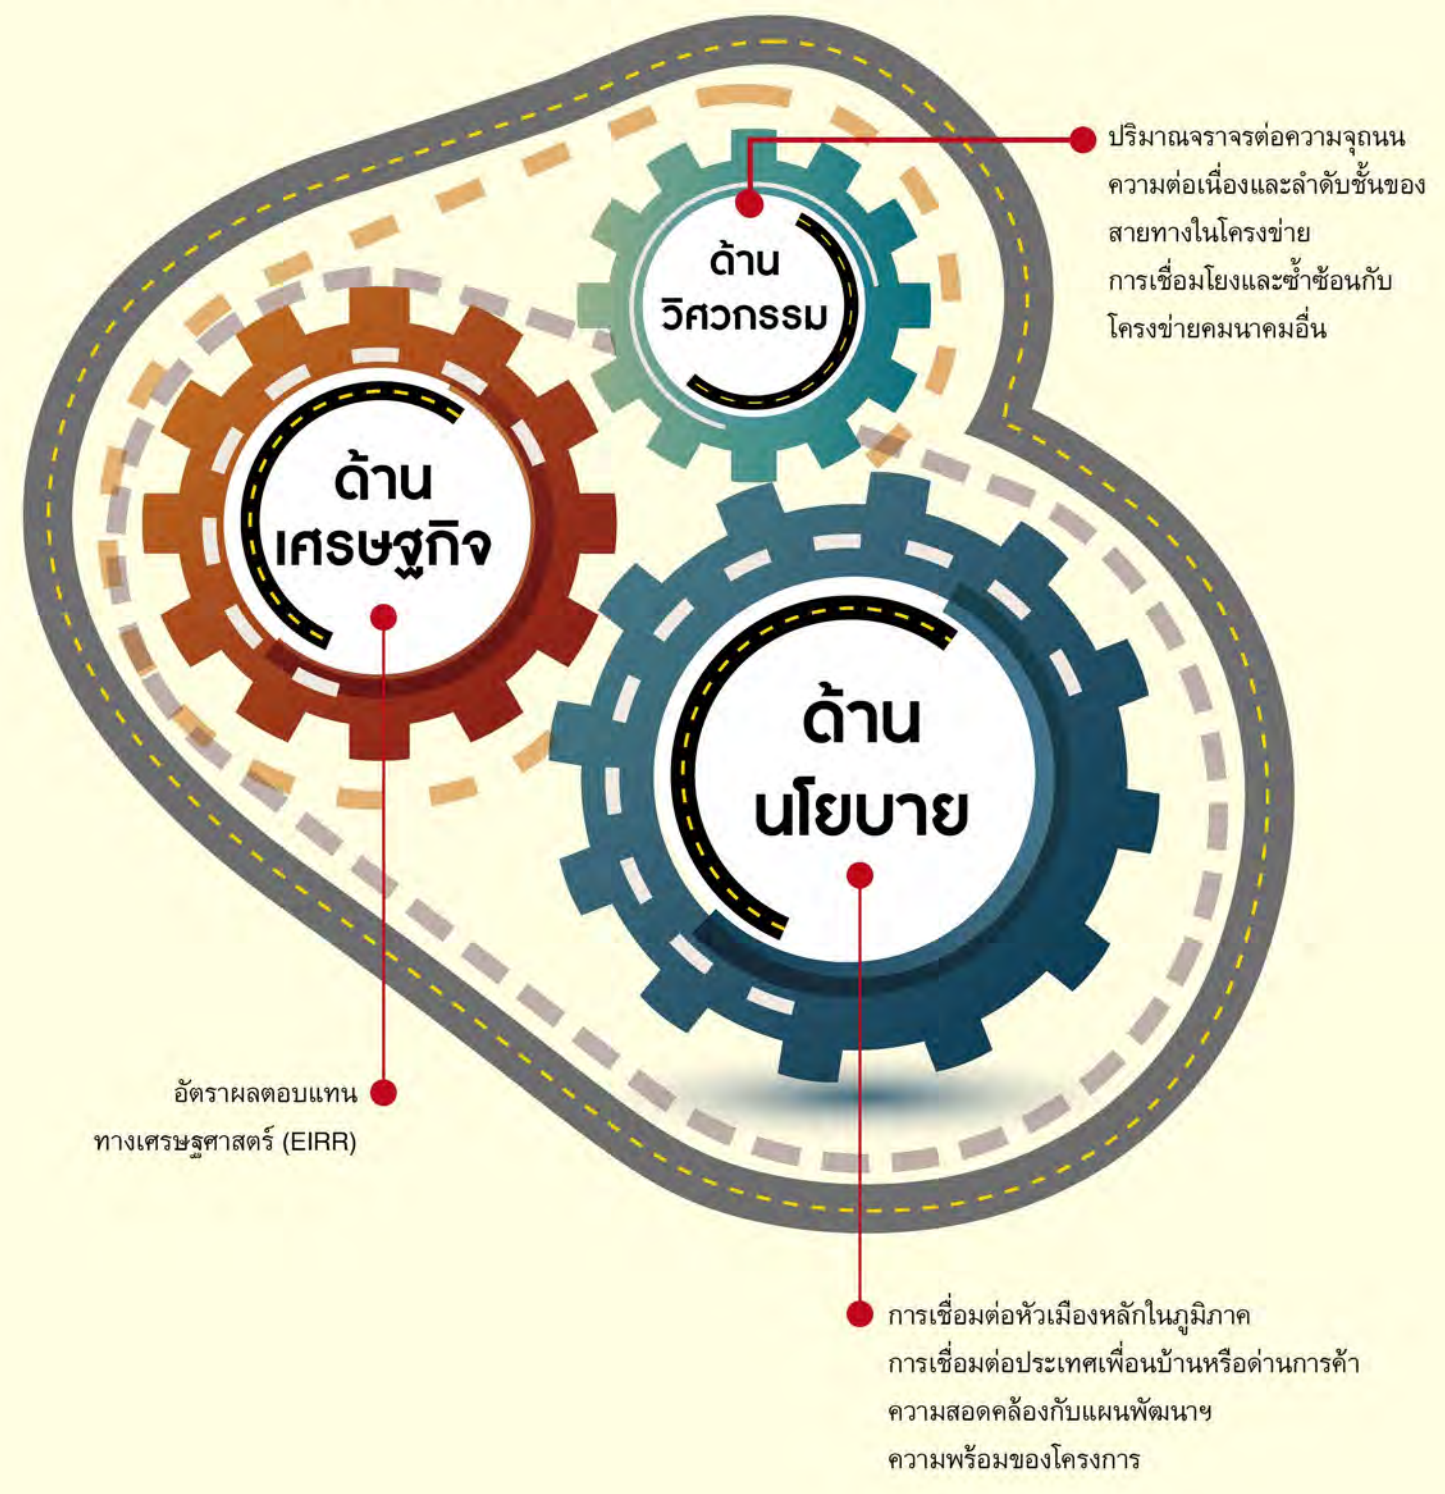 ปริมาณจราจรต่อความจุถนน
ความต่อเนื่องและลำดับชั้นของ
สายทางในโครงข่าย
การเชื่อมโยงและซ้ำซ้อนกับ
โครงข่ายคมนาคมอื่น
ด้าน
วิศวกรรม
ด้าน
เศรษฐกิจ
ด้าน
นโยบาย
อัตราผลตอบแทน
ทางเศรษฐศาสตร์ (EIRR)
การเชื่อมต่อหัวเมืองหลักในภูมิภาค
การเชื่อมต่อประเทศเพื่อนบ้านหรือด่านการค้า
ความสอดคล้องกับแผนพัฒนาฯ
ความพร้อมของโครงการ